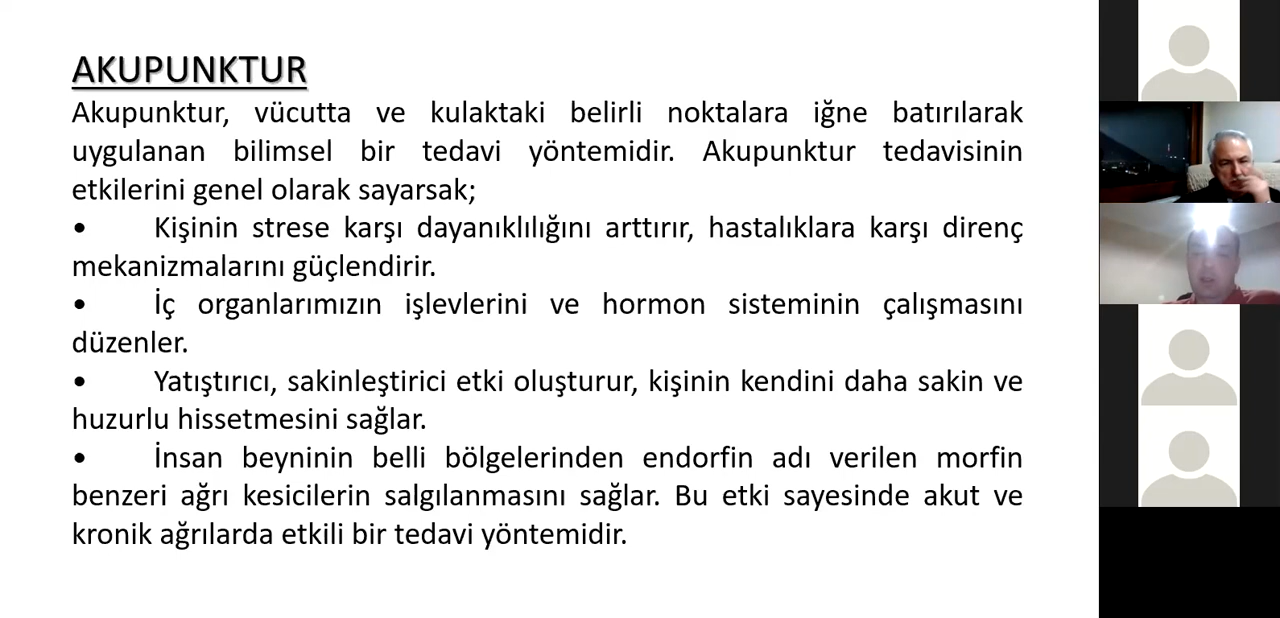 AKUPUNKTUR
Akupunktur, vücutta ve kulaktaki belirli noktalara iğne batırılarak
uygulanan bilimsel bir tedavi yöntemidir. Akupunktur tedavisinin
etkilerini genel olarak sayarsak;
• Kişinin strese karşı dayanıklılığını arttırır, hastalıklara karşı direnç
mekanizmalarını güçlendirir.
• İç organlarımızın işlevlerini ve hormon sisteminin çalışmasını
düzenler.
• Yatıştırıcı, sakinleştirici etki oluşturur, kişinin kendini daha sakin ve
huzurlu hissetmesini sağlar.
• İnsan beyninin belli bölgelerinden endorfin adı verilen morfin
benzeri ağrı kesicilerin salgılanmasını sağlar. Bu etki sayesinde akut ve
kronik ağrılarda etkili bir tedavi yöntemidir.